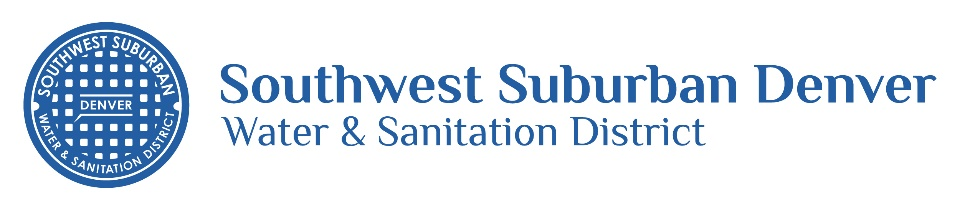 SOUTHWEST SUBURBAN
DENVER
WATER & SANITATION DISTRICT
Southwest Suburban Denver
Water & Sanitation District